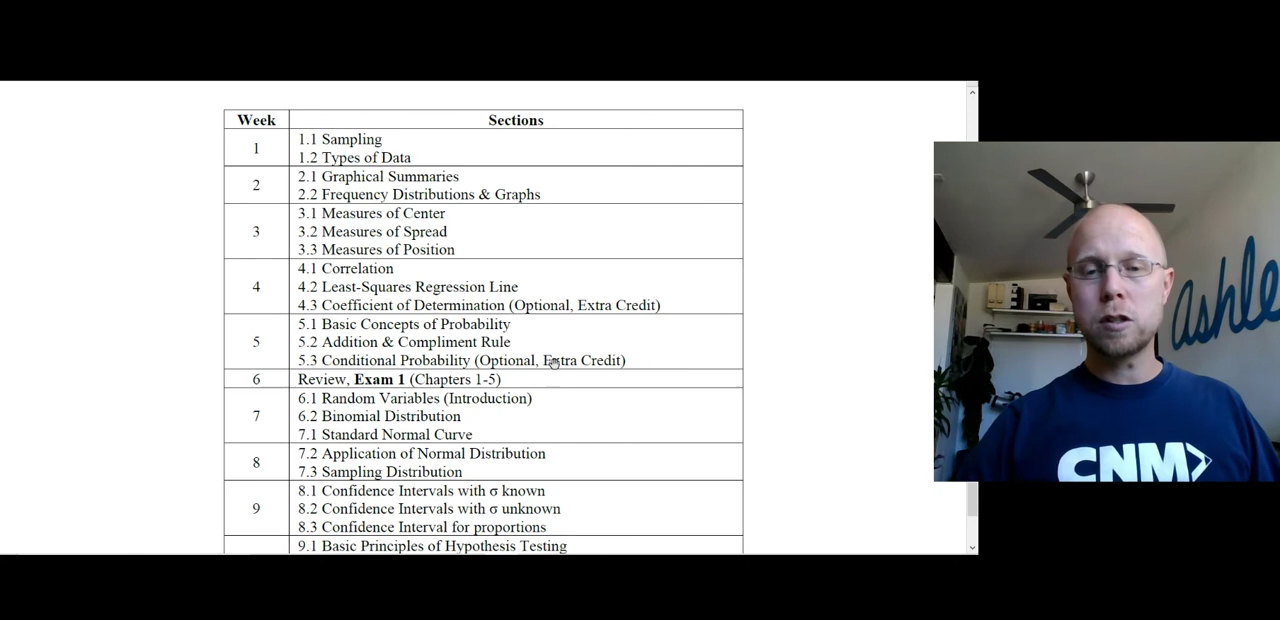 Week Sections
1
1.1 Sampling
1.2 Types of Data
2
2.1 Graphical Summaries
2.2 Frequency Distributions & Graphs
3
3.1 Measures of Center
3.2 Measures of Spread
3.3 Measures of Position
4
4.1 Correlation
4.2 Least-Squares Regression Line
4.3 Coefficient of Determination (Optional, Extra Credit)
5
5.1 Basic Concepts of Probability
5.2 Addition & Compliment Rule
5.3 Conditional Probability (Optional, Extra Credit)
6 Review, Exam 1 (Chapters 1-5)
7
6.1 Random Variables (Introduction)
6.2 Binomial Distribution
7.1 Standard Normal Curve
8
7.2 Application of Normal Distribution
7.3 Sampling Distribution
9
8.1 Confidence Intervals with σ known
8.2 Confidence Intervals with σ unknown
8.3 Confidence Interval for proportions
9.1 Basic Principles of Hypothesis Testing
ashle
CNM